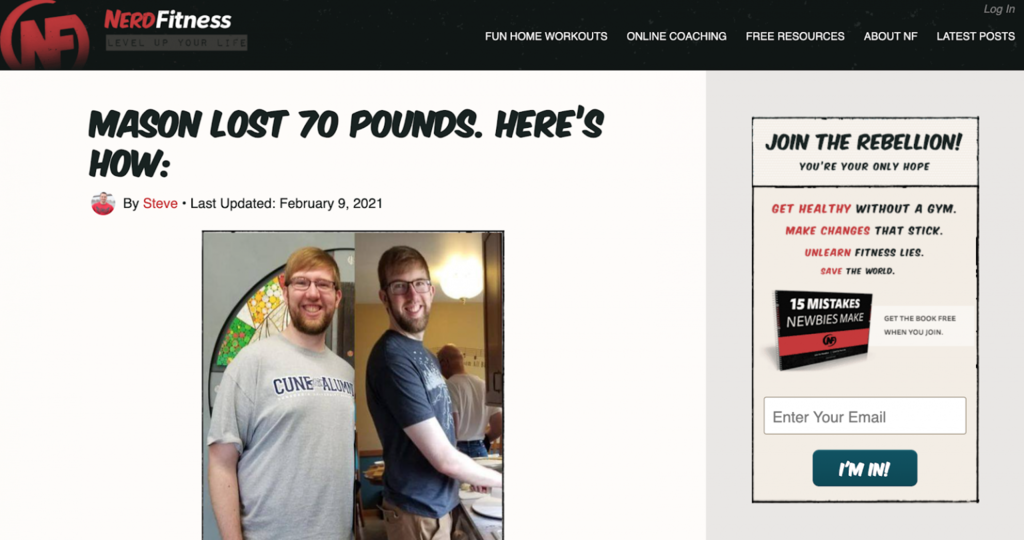 NERDFITNESS
LEVEL UP YOUR LIFE
Log In
FUN HOME WORKOUTS
ONLINE COACHING
FREE RESOURCES
ABOUT NF
LATEST POSTS
MASON LOST 70 POUNDS. HERE'S
HOW:
By Steve • Last Updated: February 9, 2021
CUNE ALUMNI
JOIN THE REBELLION!
YOU'RE YOUR ONLY HOPE
GET HEALTHY WITHOUT A GYM.
MAKE CHANGES THAT STICK.
UNLEARN FITNESS LIES.
SAVE THE WORLD.
15 MISTAKES
NEWBIES MAKE
NF
GET THE BOOK FREE
WHEN YOU JOIN.
Enter Your Email
I'M IN!